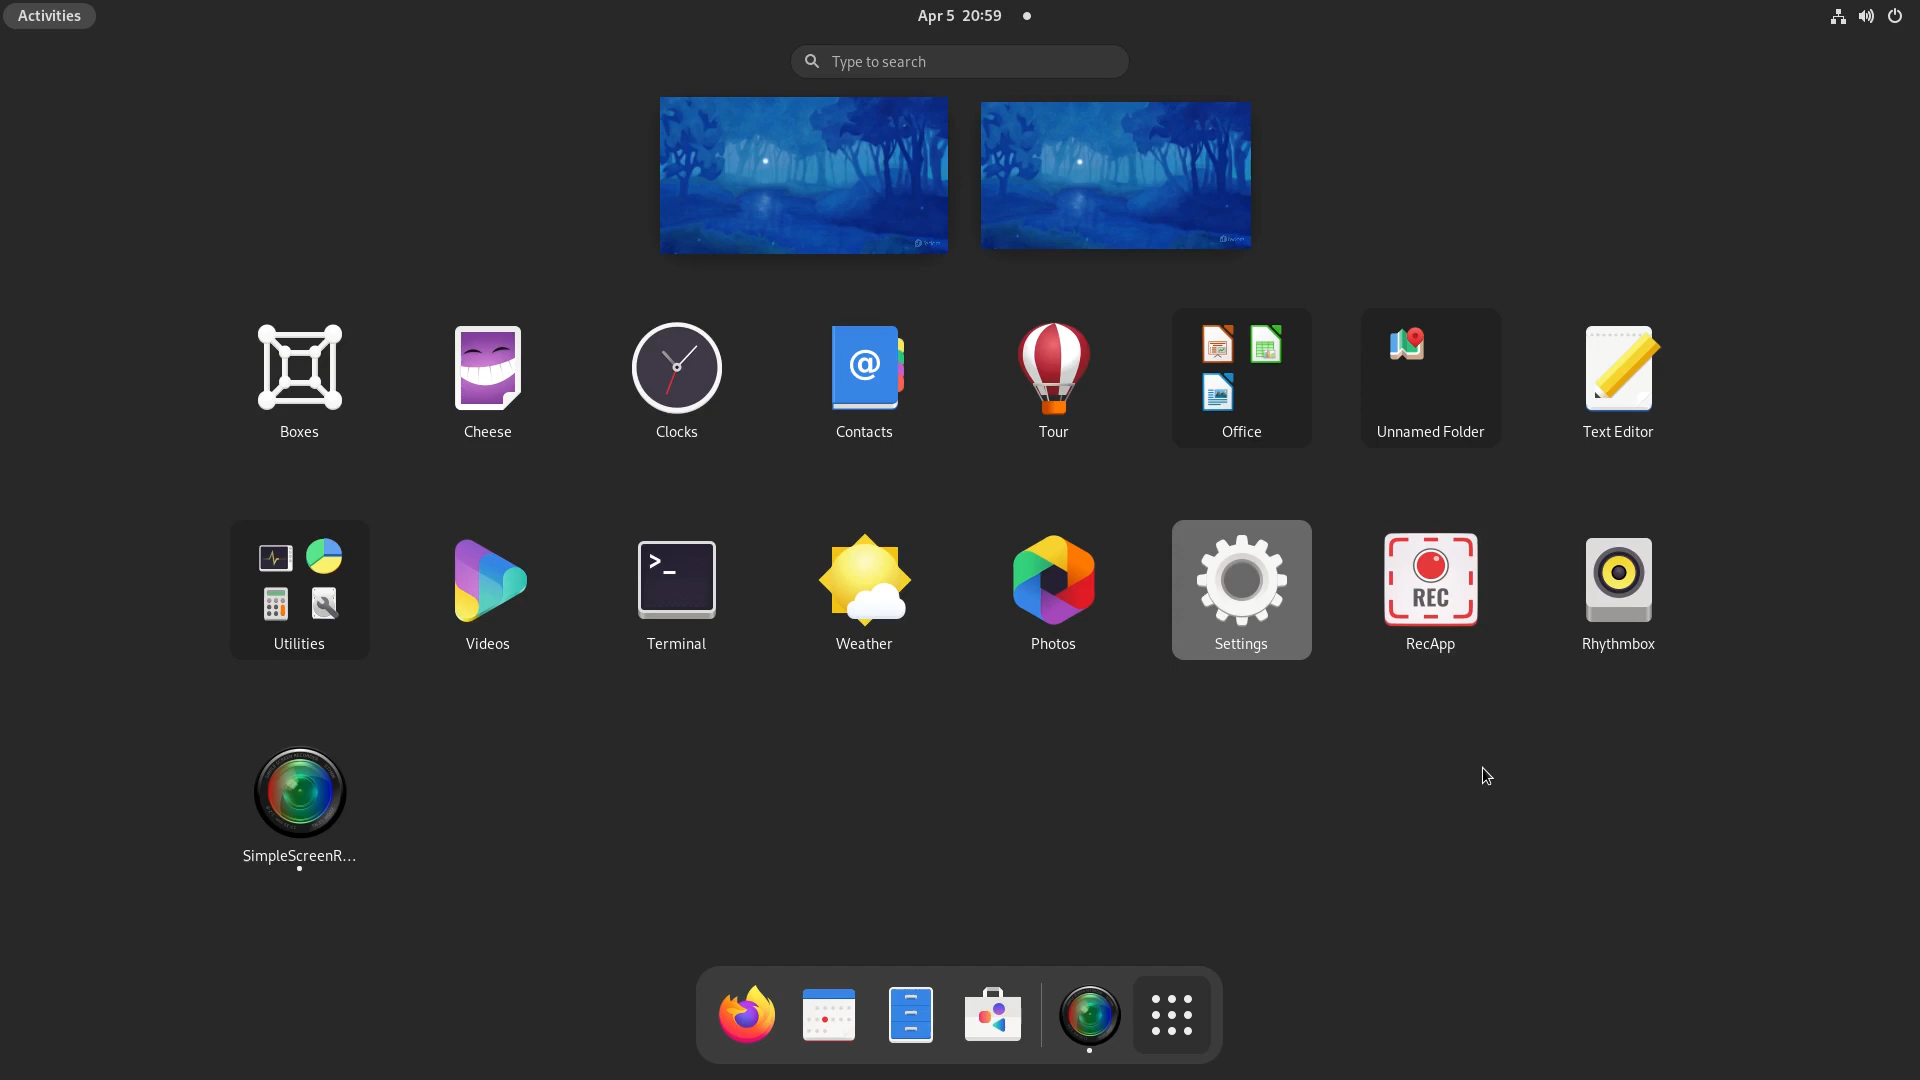 Activities
Apr 5 20:59
Type to search
Boxes
Cheese
Clocks
@
Contacts
Tour
Office
Unnamed Folder
Text Editor
Utilities
Videos
>_
Terminal
Weather
Photos
Settings
REC
RecApp
Rhythmbox
SimpleScreenR...